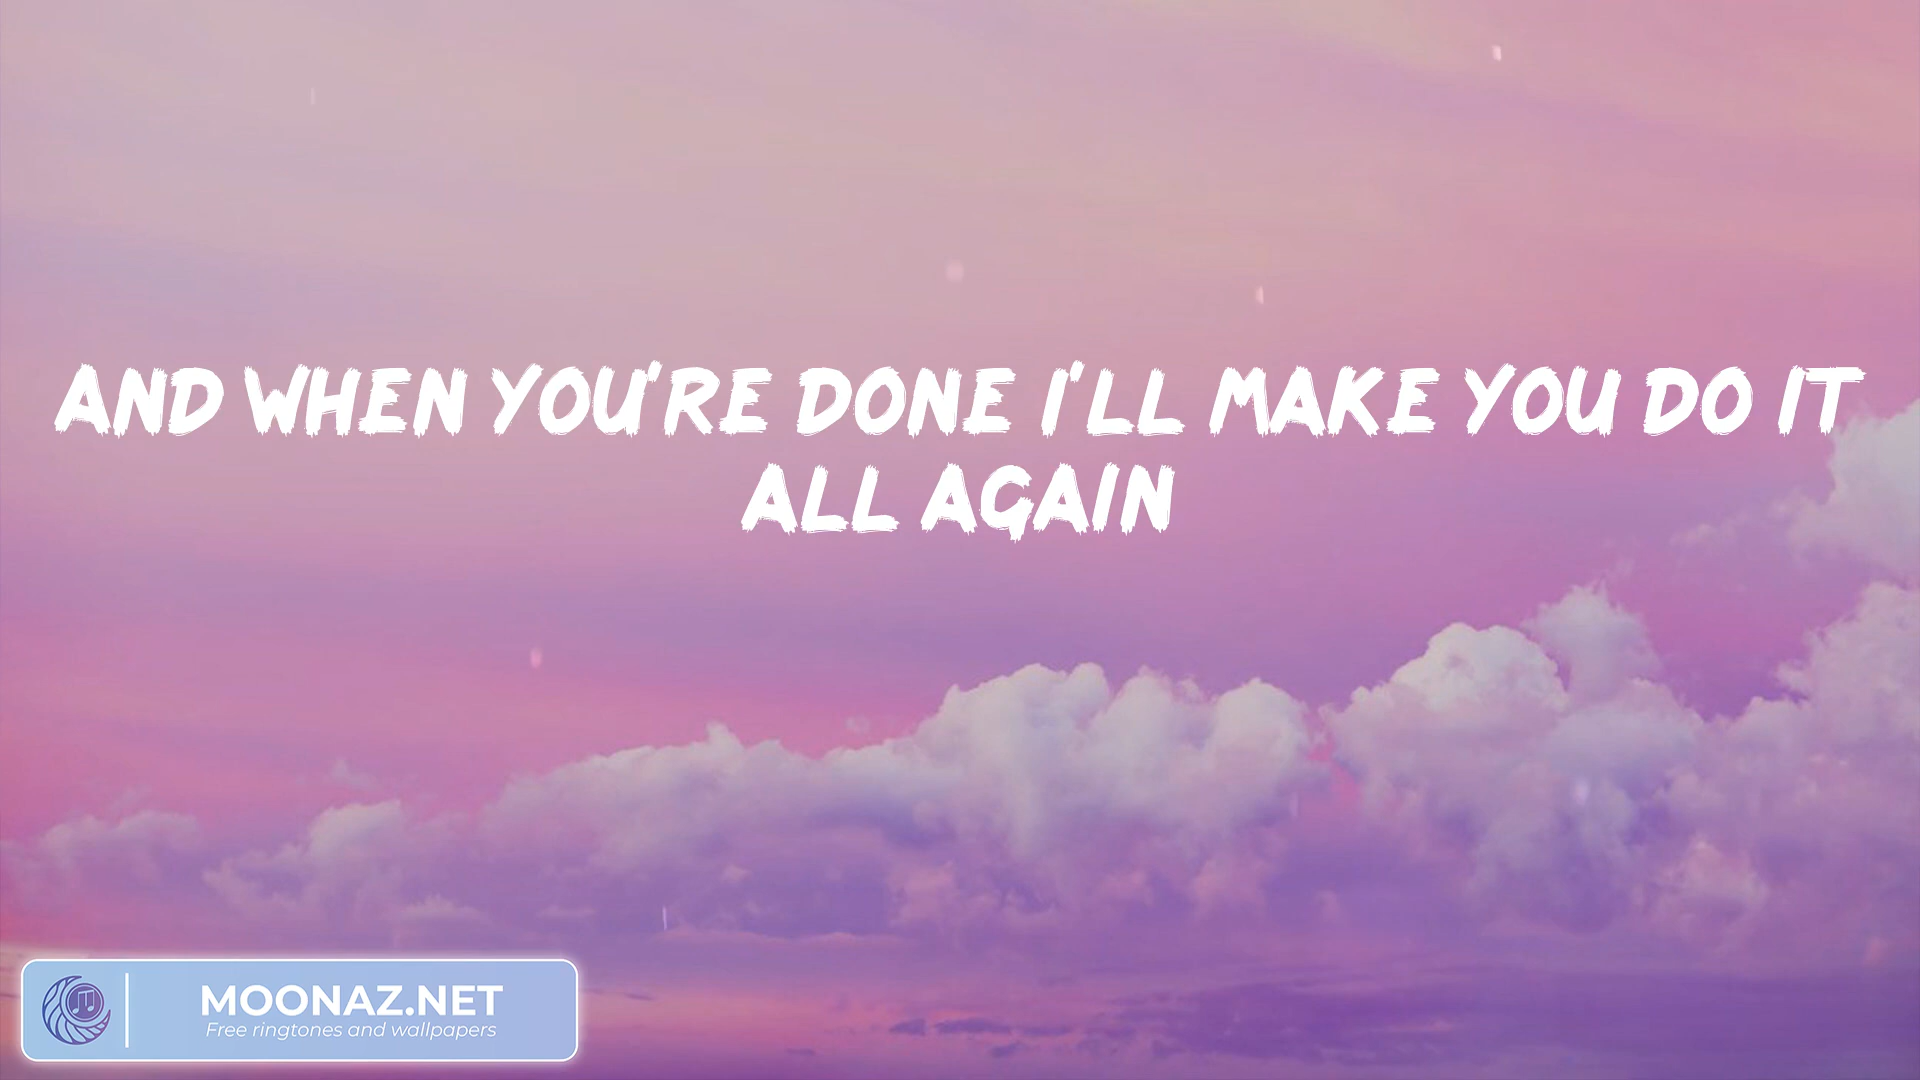 AND WHEN YOU'RE DONE I'LL MAKE YOU DO IT
ALL AGAIN
MOONAZ.NET
Free ringtones and wallpapers